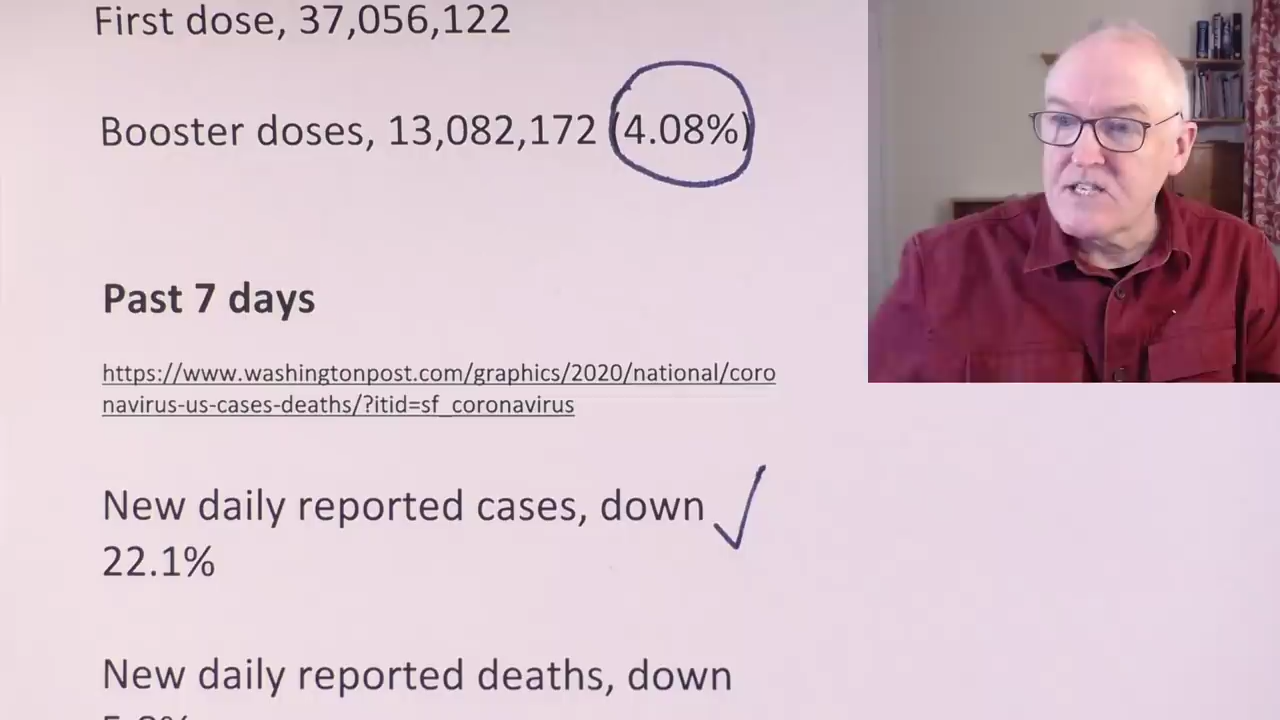 First dose, 37,056,122
Booster doses, 13,082,172 (4.08%)
Past 7 days
https://www.washingtonpost.com/graphics/2020/national/coro
navirus-us-cases-deaths/?itid=sf_coronavirus
New daily reported cases, down
22.1%
New daily reported deaths, down